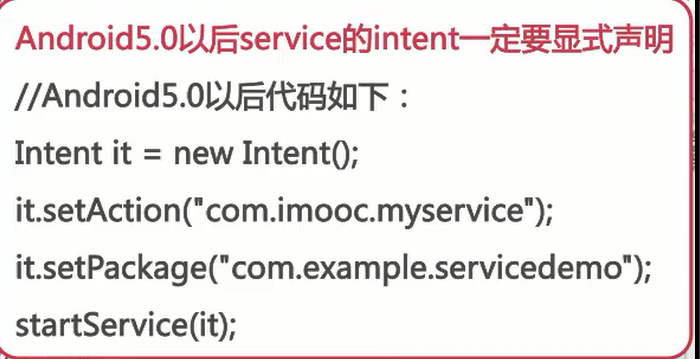 Android5.0以后service的intent一定要显式声明
//Android5.0以后代码如下：
Intent it = new Intent();
it.setAction("com.imooc.myservice");
it.setPackage("com.example.servicedemo");
startService(it);